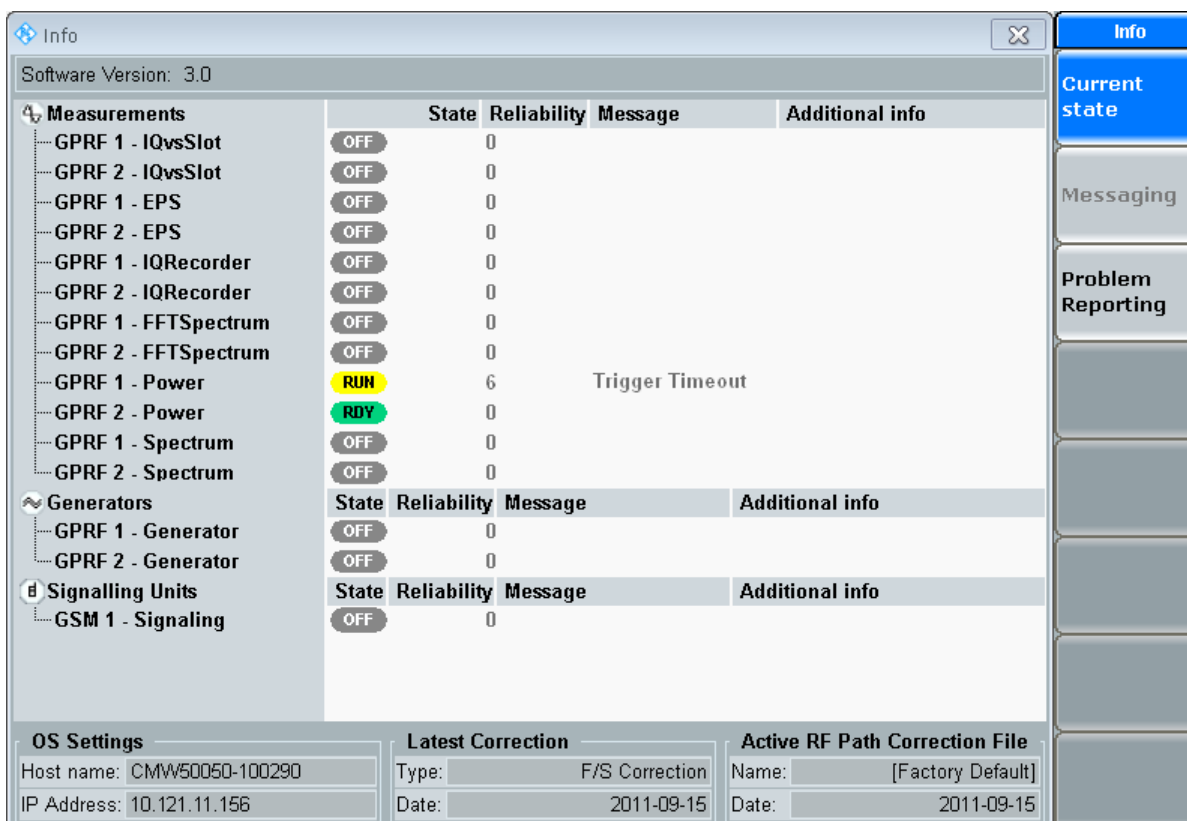 Info
Info
Software Version: 3.0
Current state
Measurements State Reliability Message Additional info
GPRF 1 - IQvsSlot OFF 0
GPRF 2 - IQvsSlot OFF 0
Messaging
GPRF 1 - EPS OFF 0
GPRF 2 - EPS OFF 0
GPRF 1 - IQRecorder OFF 0
Problem Reporting
GPRF 2 - IQRecorder OFF 0
GPRF 1 - FFTSpectrum OFF 0
GPRF 2 - FFTSpectrum OFF 0
GPRF 1 - Power RUN 6 Trigger Timeout
GPRF 2 - Power RDY 0
GPRF 1 - Spectrum OFF 0
GPRF 2 - Spectrum OFF 0
Generators State Reliability Message Additional info
GPRF 1 - Generator OFF 0
GPRF 2 - Generator OFF 0
Signalling Units State Reliability Message Additional info
GSM 1 - Signaling OFF 0
OS Settings Latest Correction Active RF Path Correction File
Host name: CMW50050-100290 Type: F/S Correction Name: [Factory Default]
IP Address: 10.121.11.156 Date: 2011-09-15 Date: 2011-09-15